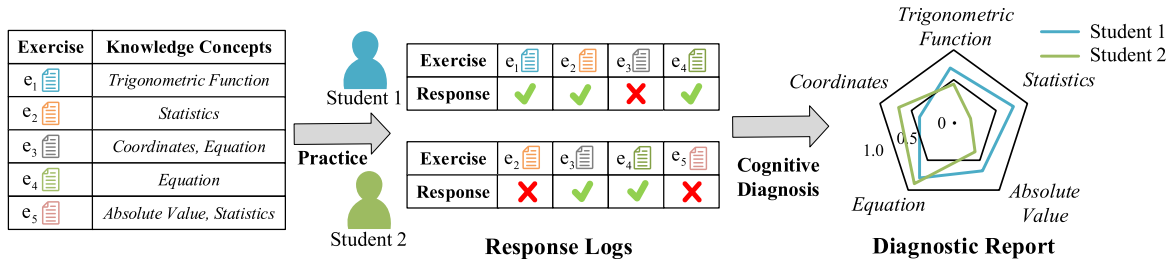 Exercise Knowledge Concepts
e1 Trigonometric Function
e2 Statistics
e3 Coordinates, Equation
e4 Equation
e5 Absolute Value, Statistics
Practice
Student 1
Student 2
Exercise e1 e2 e3 e4
Response
Exercise e2 e3 e4 e5
Response
Response Logs
Cognitive
Diagnosis
Trigonometric
Function
Student 1
Student 2
Coordinates
Statistics
0
0.5
1.0
Equation
Absolute
Value
Diagnostic Report